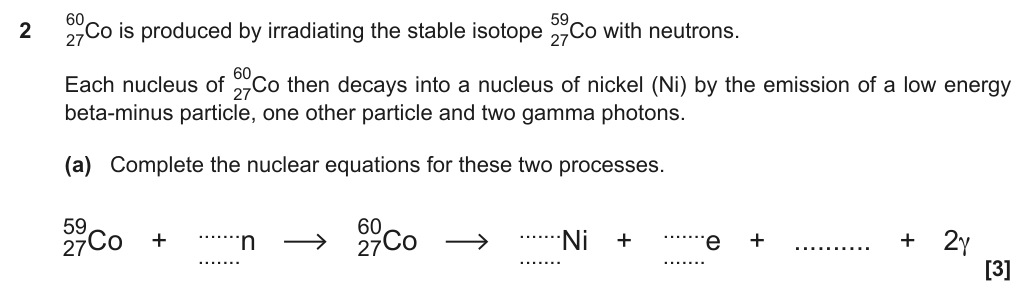 2 ⁶⁰₂₇Co is produced by irradiating the stable isotope ⁵⁹₂₇Co with neutrons.
Each nucleus of ⁶⁰₂₇Co then decays into a nucleus of nickel (Ni) by the emission of a low energy
beta-minus particle, one other particle and two gamma photons.
(a) Complete the nuclear equations for these two processes.
⁵⁹₂₇Co + .......n ⟶ ⁶⁰₂₇Co ⟶ .......Ni + .......e + .......... + 2γ
....... ....... .......
[3]